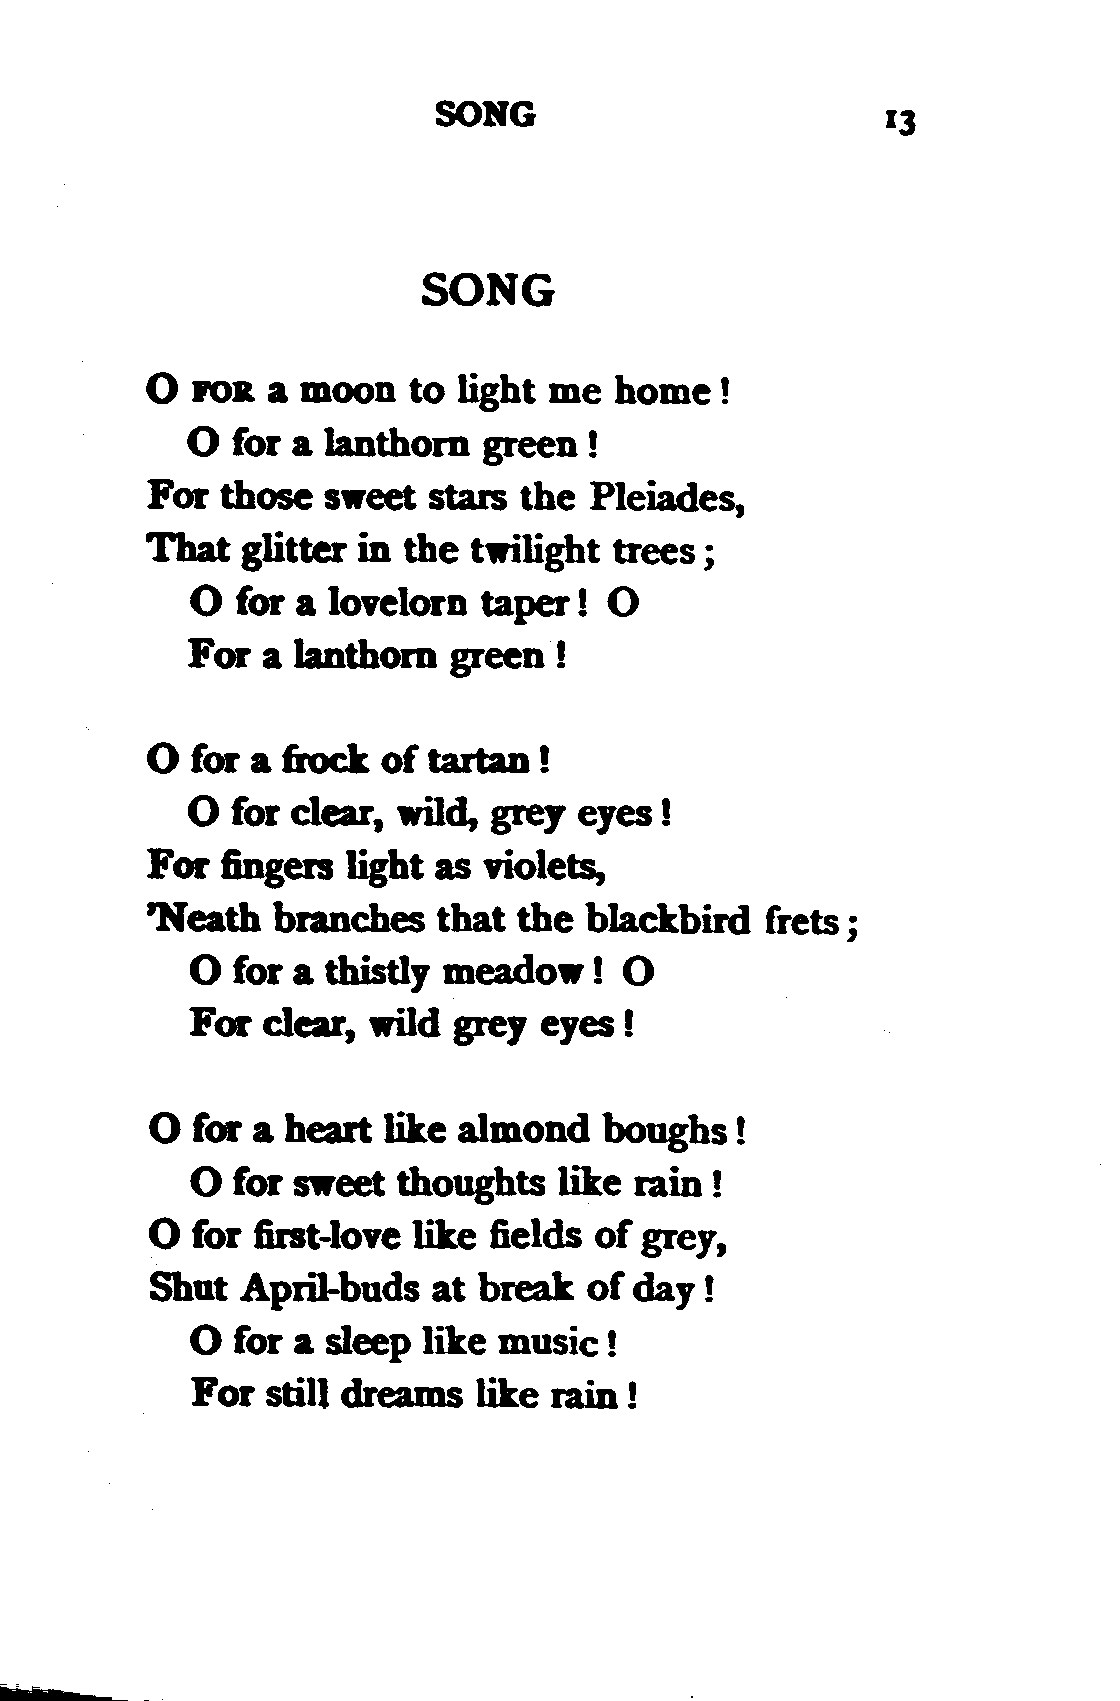 SONG 13
SONG
O FOR a moon to light me home!
O for a lanthorn green!
For those sweet stars the Pleiades,
That glitter in the twilight trees;
O for a lovelorn taper! O
For a lanthorn green!
O for a frock of tartan!
O for clear, wild, grey eyes!
For fingers light as violets,
'Neath branches that the blackbird frets;
O for a thistly meadow! O
For clear, wild grey eyes!
O for a heart like almond boughs!
O for sweet thoughts like rain!
O for first-love like fields of grey,
Shut April-buds at break of day!
O for a sleep like music!
For still dreams like rain!